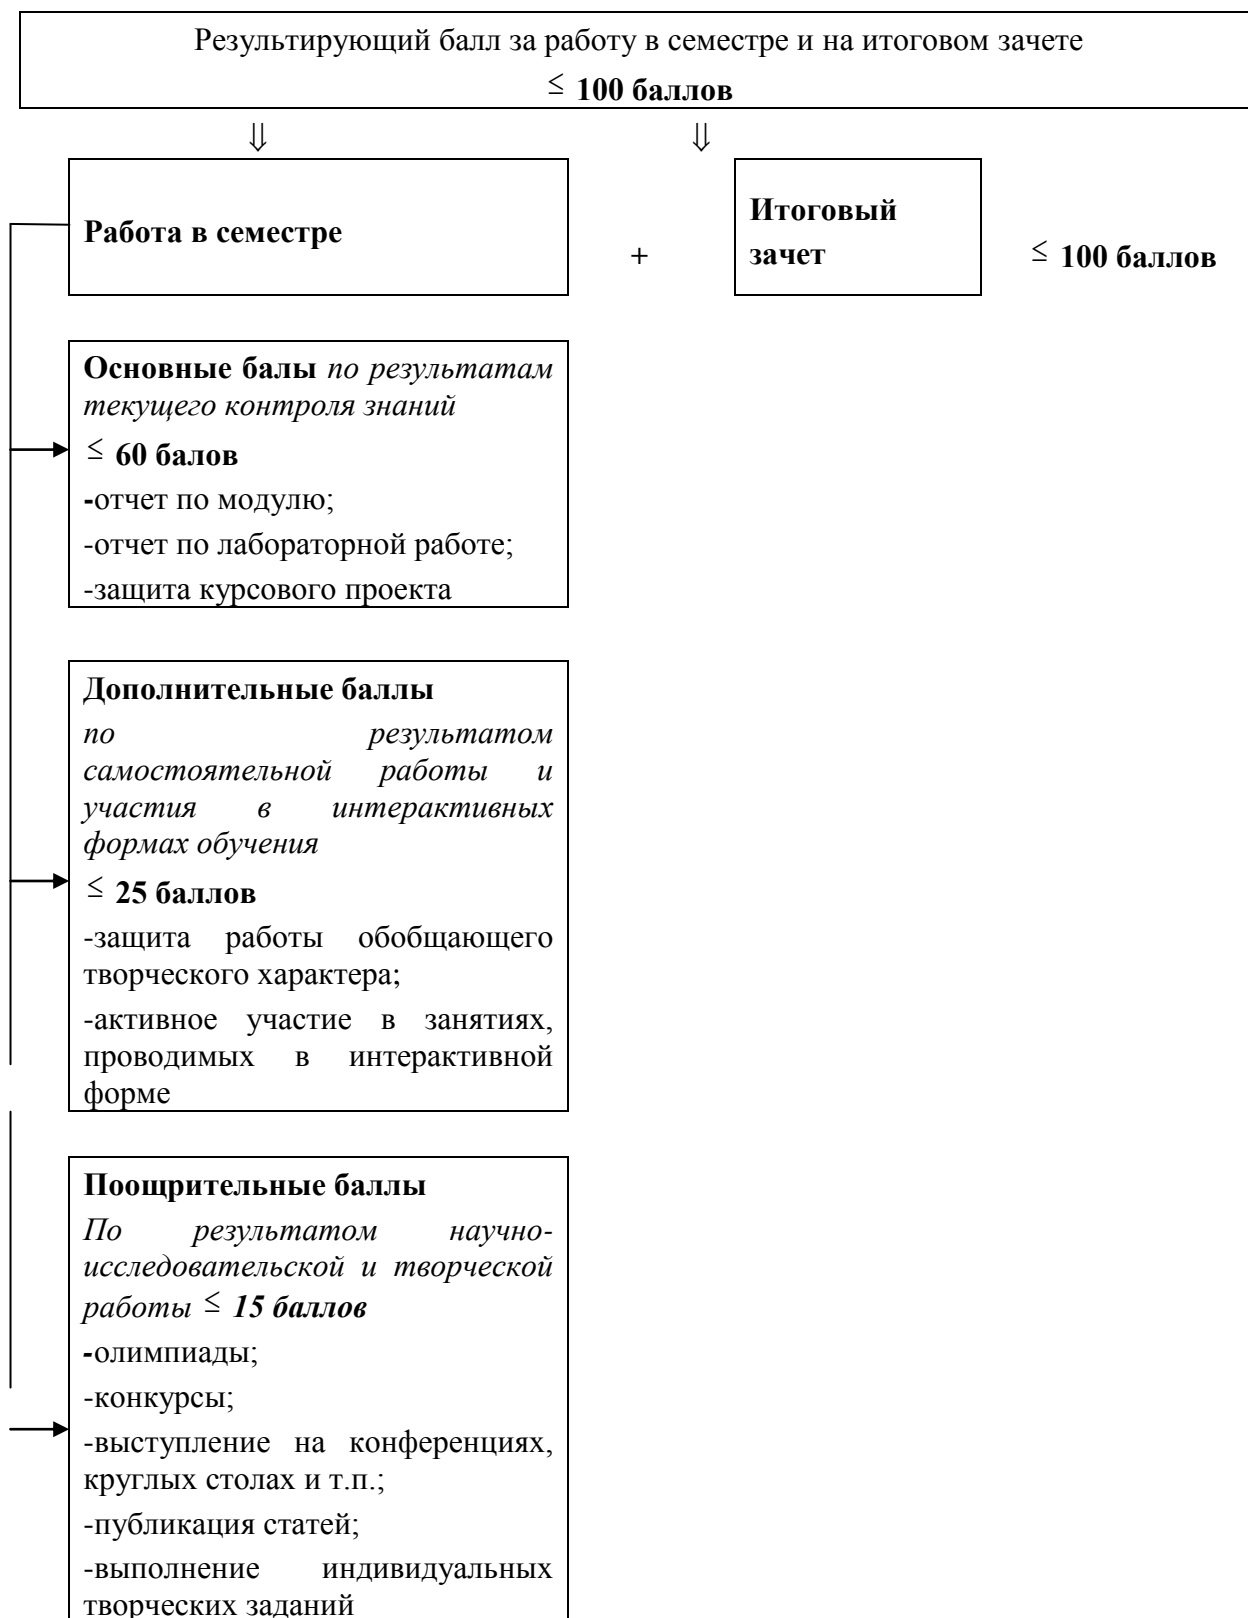 Результирующий балл за работу в семестре и на итоговом зачете
≤ 100 баллов
⇓ ⇓
Работа в семестре
+
Итоговый
зачет
≤ 100 баллов
Основные балы по результатам
текущего контроля знаний
≤ 60 балов
-отчет по модулю;
-отчет по лабораторной работе;
-защита курсового проекта
Дополнительные баллы
по результатом
самостоятельной работы и
участия в интерактивных
формах обучения
≤ 25 баллов
-защита работы обобщающего
творческого характера;
-активное участие в занятиях,
проводимых в интерактивной
форме
Поощрительные баллы
По результатом научно-
исследовательской и творческой
работы ≤ 15 баллов
-олимпиады;
-конкурсы;
-выступление на конференциях,
круглых столах и т.п.;
-публикация статей;
-выполнение индивидуальных
творческих заданий